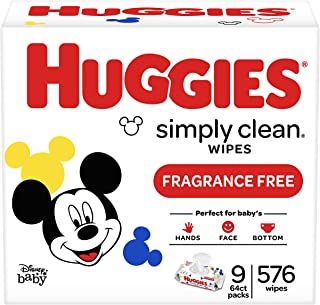 HUGGIES®
simply clean®
WIPES
FRAGRANCE FREE
Perfect for baby's
HANDS
FACE
BOTTOM
Disney baby
9 64ct packs
576 wipes